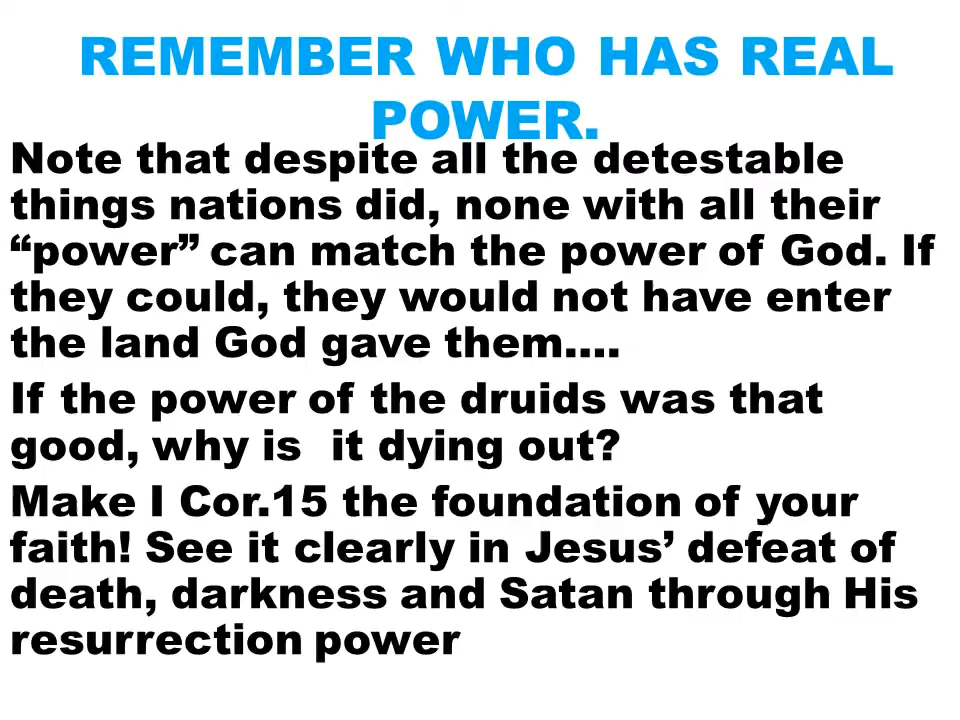 REMEMBER WHO HAS REAL
POWER.
Note that despite all the detestable
things nations did, none with all their
“power” can match the power of God. If
they could, they would not have enter
the land God gave them….
If the power of the druids was that
good, why is  it dying out?
Make I Cor.15 the foundation of your
faith! See it clearly in Jesus’ defeat of
death, darkness and Satan through His
resurrection power